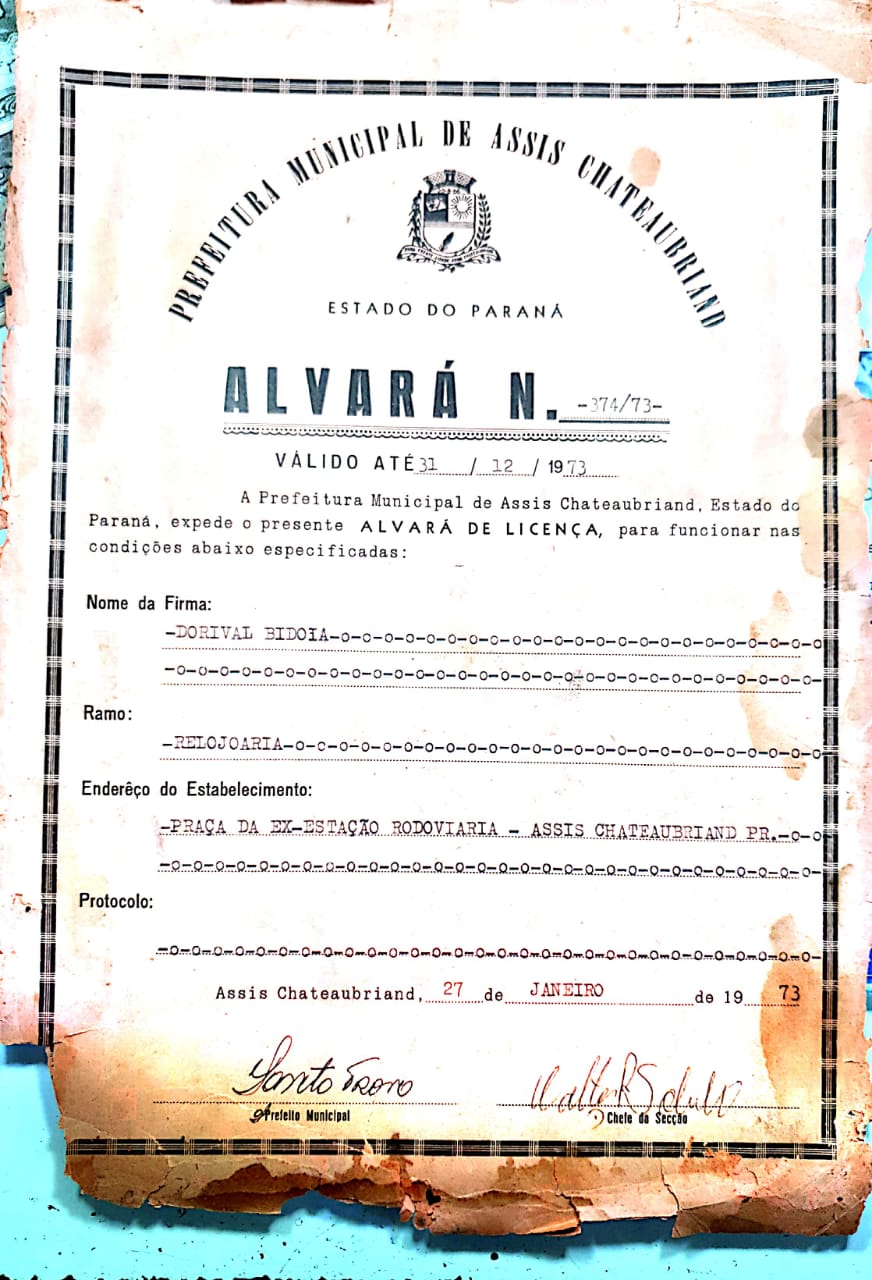 PREFEITURA MUNICIPAL DE ASSIS CHATEAUBRIAND
ESTADO DO PARANÁ
ALVARÁ N. -374/73-
VÁLIDO ATÉ 31 / 12 / 1973
A Prefeitura Municipal de Assis Chateaubriand, Estado do
Paraná, expede o presente ALVARÁ DE LICENÇA, para funcionar nas
condições abaixo especificadas:
Nome da Firma:
-DORIVAL BIDOIA-o-o-o-o-o-o-o-o-o-o-o-o-o-o-o-o-o-o-o-o-o-o-o
-o-o-o-o-o-o-o-o-o-o-o-o-o-o-o-o-o-o-o-o-o-o-o-o-o-o-o-o-o-o-
Ramo:
-RELOJOARIA-o-o-o-o-o-o-o-o-o-o-o-o-o-o-o-o-o-o-o-o-o-o-o-o-o
Enderêço do Estabelecimento:
-PRAÇA DA EX-ESTAÇÃO RODOVIARIA - ASSIS CHATEAUBRIAND PR.-o-o
-o-o-o-o-o-o-o-o-o-o-o-o-o-o-o-o-o-o-o-o-o-o-o-o-o-o-o-o-o-o-
Protocolo:
-o-o-o-o-o-o-o-o-o-o-o-o-o-o-o-o-o-o-o-o-o-o-o-o-o-o-o-o-o-o-
Assis Chateaubriand, 27 de JANEIRO de 19 73
Santo
Prefeito Municipal
Chefe da Secção